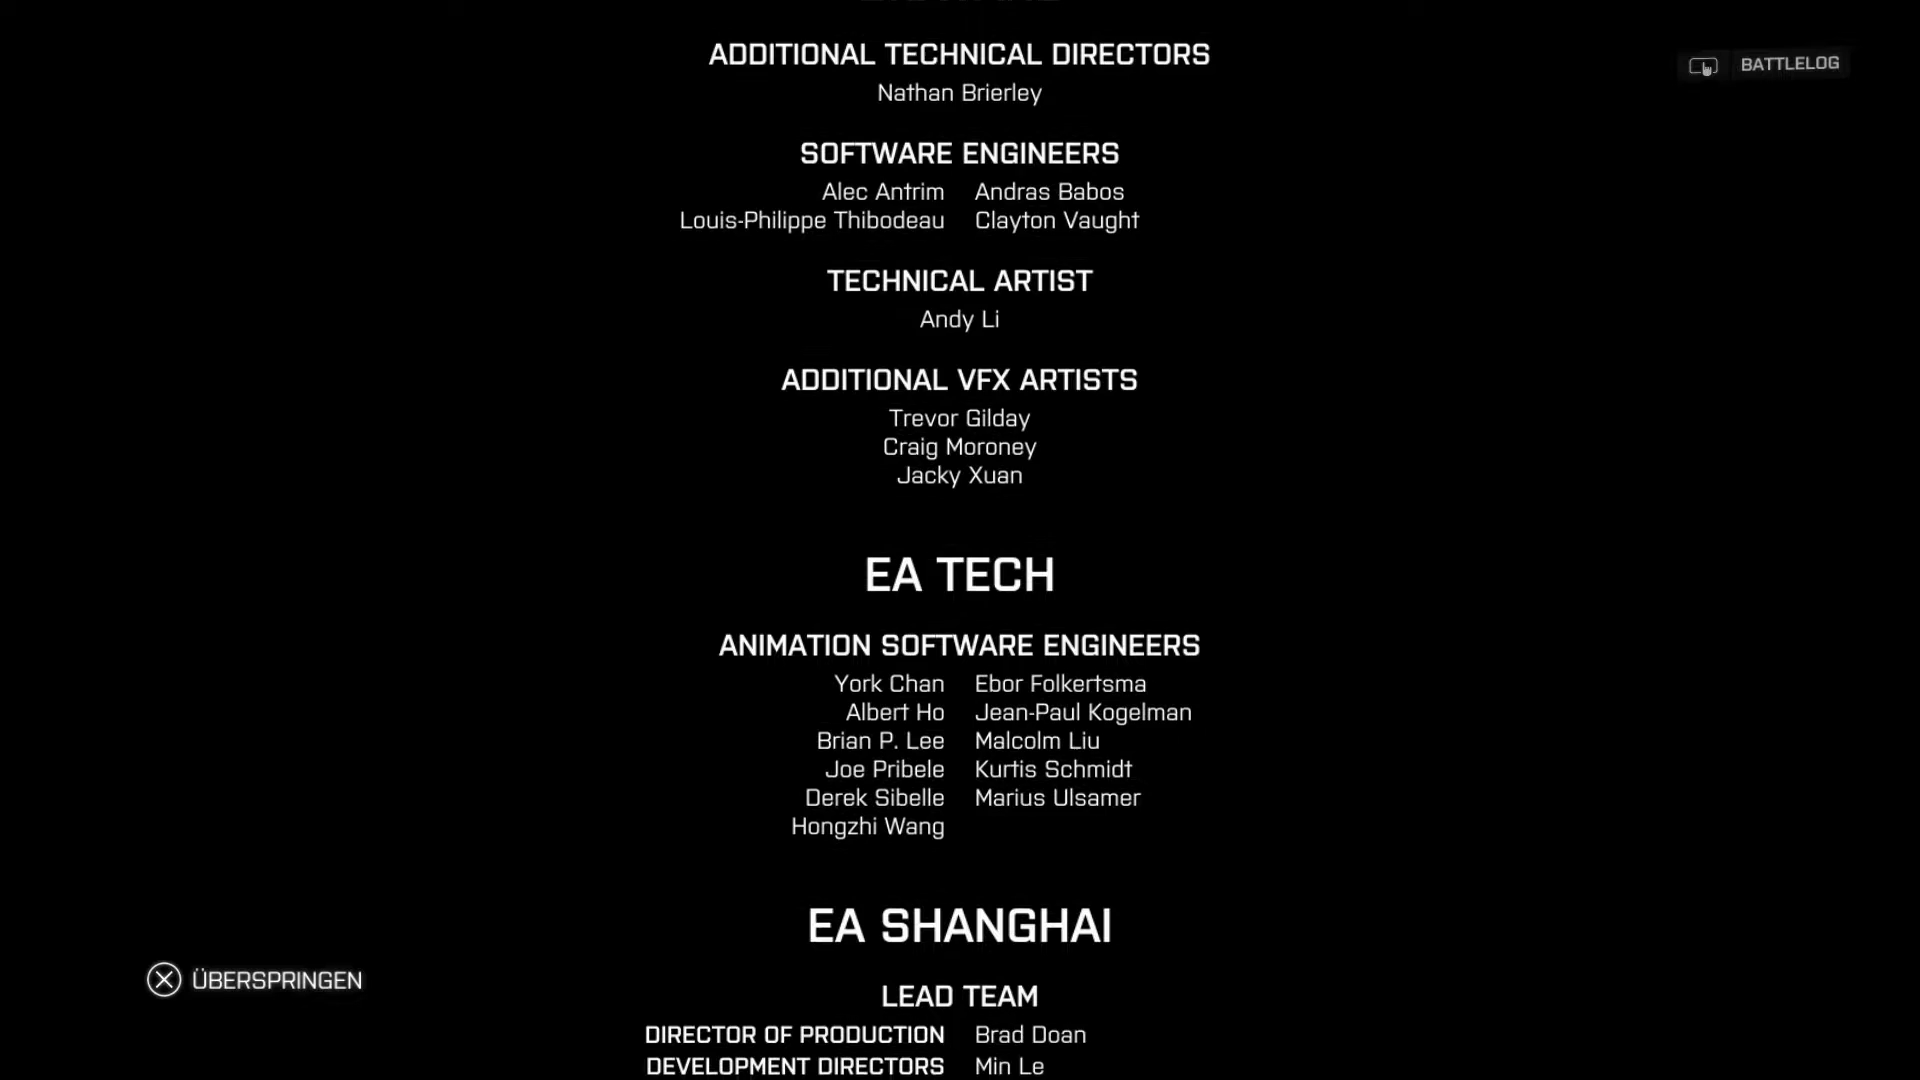 ADDITIONAL TECHNICAL DIRECTORS
Nathan Brierley
BATTLELOG
SOFTWARE ENGINEERS
Alec Antrim Andras Babos
Louis-Philippe Thibodeau Clayton Vaught
TECHNICAL ARTIST
Andy Li
ADDITIONAL VFX ARTISTS
Trevor Gilday
Craig Moroney
Jacky Xuan
EA TECH
ANIMATION SOFTWARE ENGINEERS
York Chan Ebor Folkertsma
Albert Ho Jean-Paul Kogelman
Brian P. Lee Malcolm Liu
Joe Pribele Kurtis Schmidt
Derek Sibelle Marius Ulsamer
Hongzhi Wang
EA SHANGHAI
ÜBERSPRINGEN
LEAD TEAM
DIRECTOR OF PRODUCTION Brad Doan
DEVELOPMENT DIRECTORS Min Le